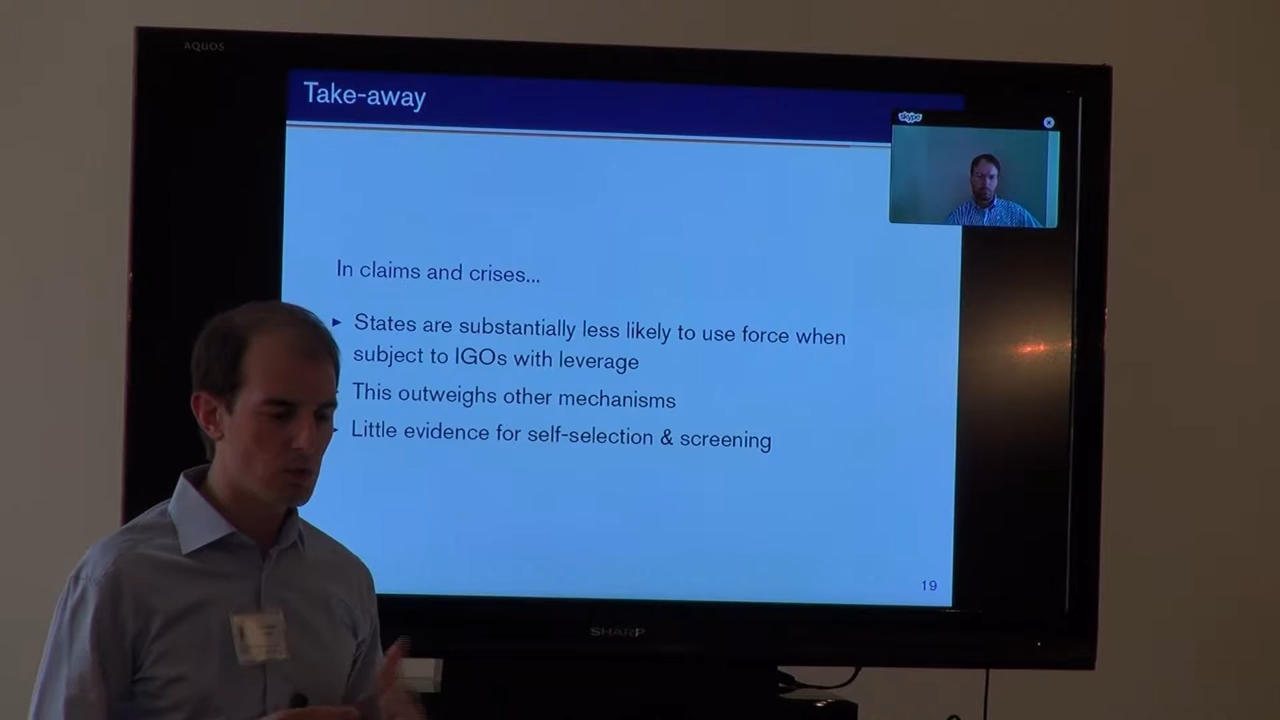 AQUOS
Take-away
skype
In claims and crises...
States are substantially less likely to use force when
subject to IGOs with leverage
This outweighs other mechanisms
Little evidence for self-selection & screening
19
SHARP